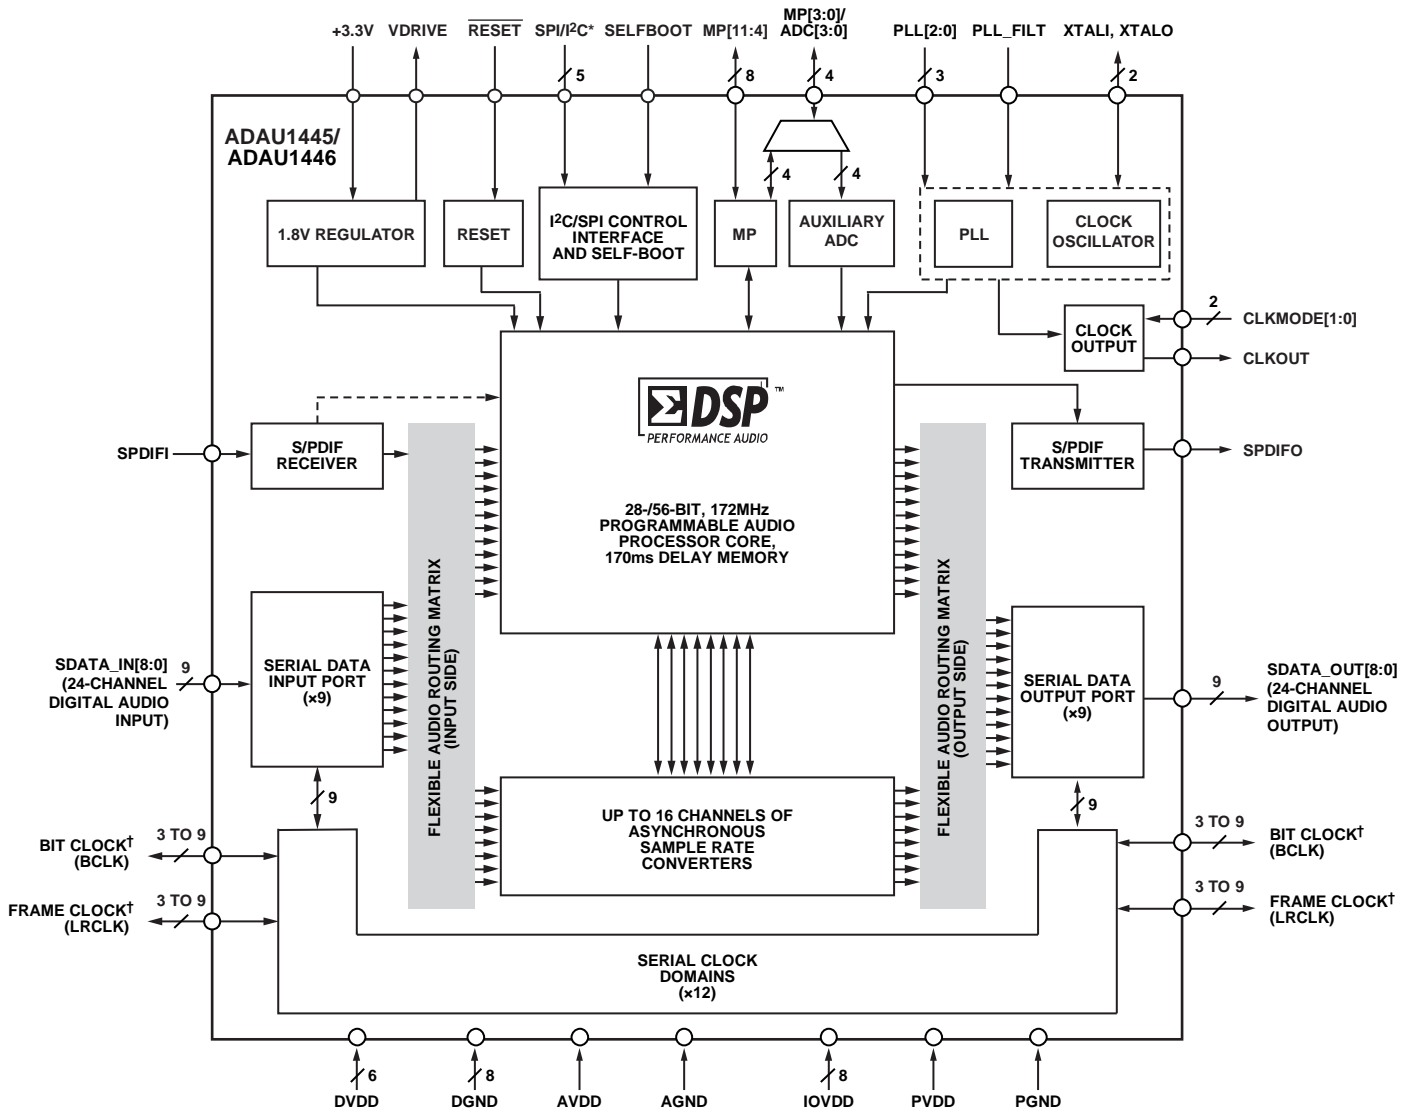 +3.3V VDRIVE RESET SPI/I²C* SELFBOOT MP[11:4] MP[3:0]/
ADC[3:0] PLL[2:0] PLL_FILT XTALI, XTALO
5 8 4 3 2
ADAU1445/
ADAU1446
4 4
1.8V REGULATOR
RESET
I²C/SPI CONTROL
INTERFACE
AND SELF-BOOT
MP
AUXILIARY
ADC
PLL
CLOCK
OSCILLATOR
CLOCK
OUTPUT
2
CLKMODE[1:0]
CLKOUT
ΣDSP™
PERFORMANCE AUDIO
SPDIFI
S/PDIF
RECEIVER
S/PDIF
TRANSMITTER
SPDIFO
28-/56-BIT, 172MHz
PROGRAMMABLE AUDIO
PROCESSOR CORE,
170ms DELAY MEMORY
FLEXIBLE AUDIO ROUTING MATRIX
(INPUT SIDE)
FLEXIBLE AUDIO ROUTING MATRIX
(OUTPUT SIDE)
SDATA_IN[8:0]
(24-CHANNEL
DIGITAL AUDIO
INPUT)
9
SERIAL DATA
INPUT PORT
(×9)
SERIAL DATA
OUTPUT PORT
(×9)
9
SDATA_OUT[8:0]
(24-CHANNEL
DIGITAL AUDIO
OUTPUT)
9
9
UP TO 16 CHANNELS OF
ASYNCHRONOUS
SAMPLE RATE
CONVERTERS
BIT CLOCK†
(BCLK)
3 TO 9
3 TO 9
BIT CLOCK†
(BCLK)
FRAME CLOCK†
(LRCLK)
3 TO 9
3 TO 9
FRAME CLOCK†
(LRCLK)
SERIAL CLOCK
DOMAINS
(×12)
6 8 8
DVDD DGND AVDD AGND IOVDD PVDD PGND